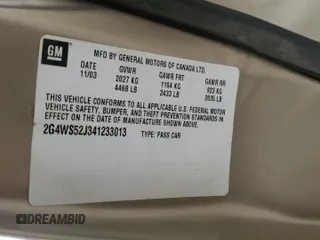 GM
MFD BY GENERAL MOTORS OF CANADA LTD.
DATE GVWR GAWR FRT GAWR RR
11/03 2027 KG 1104 KG 923 KG
4468 LB 2433 LB 2035 LB
THIS VEHICLE CONFORMS TO ALL APPLICABLE U.S. FEDERAL MOTOR
VEHICLE SAFETY, BUMPER, AND THEFT PREVENTION STANDARDS IN
EFFECT ON THE DATE OF MANUFACTURE SHOWN ABOVE.
2G4WS52J341233013 TYPE: PASS CAR
DREAMBID